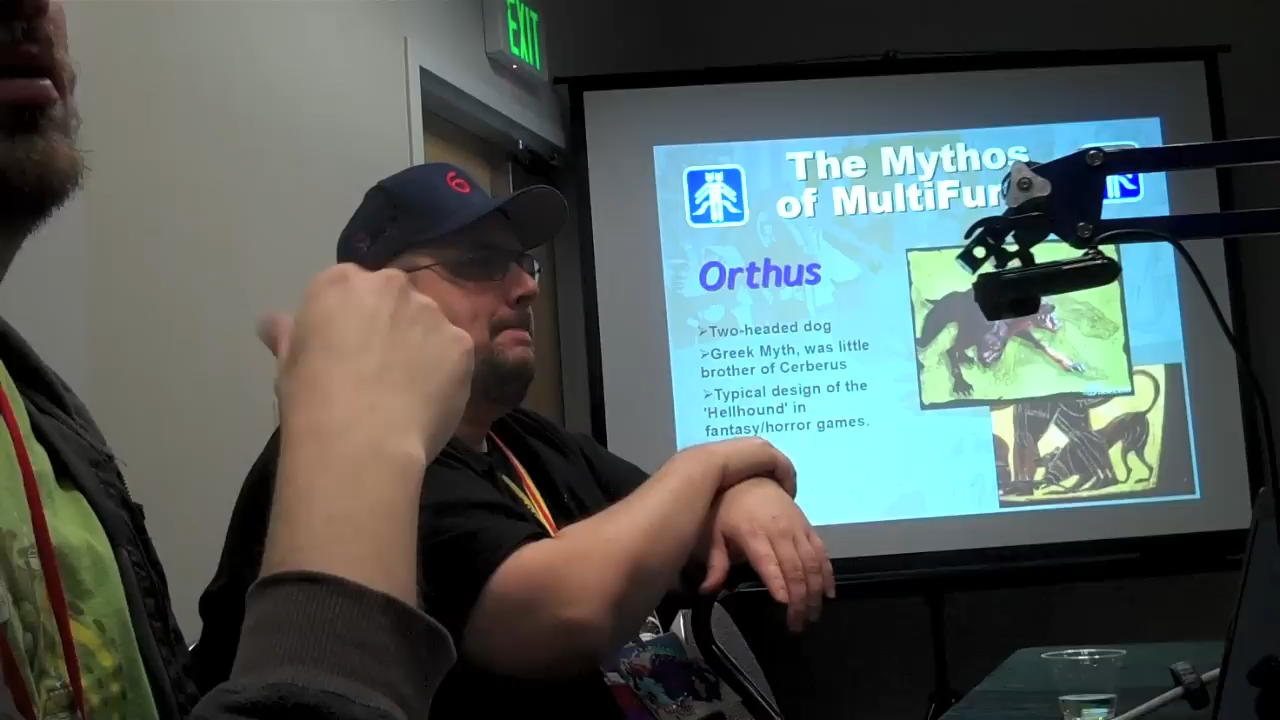 EXIT
6
The Mythos
of MultiFur
Orthus
➢Two-headed dog
➢Greek Myth, was little
brother of Cerberus
➢Typical design of the
'Hellhound' in
fantasy/horror games.